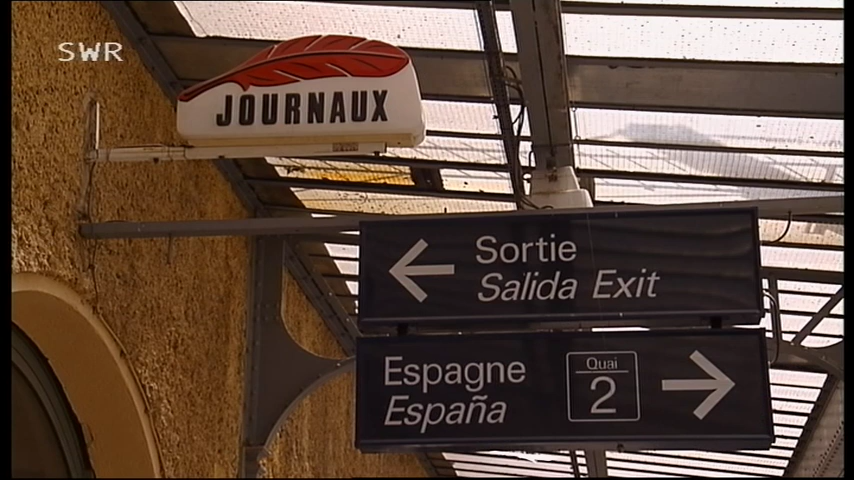 SWR
JOURNAUX
Sortie
Salida Exit
Espagne
España
Quai
2